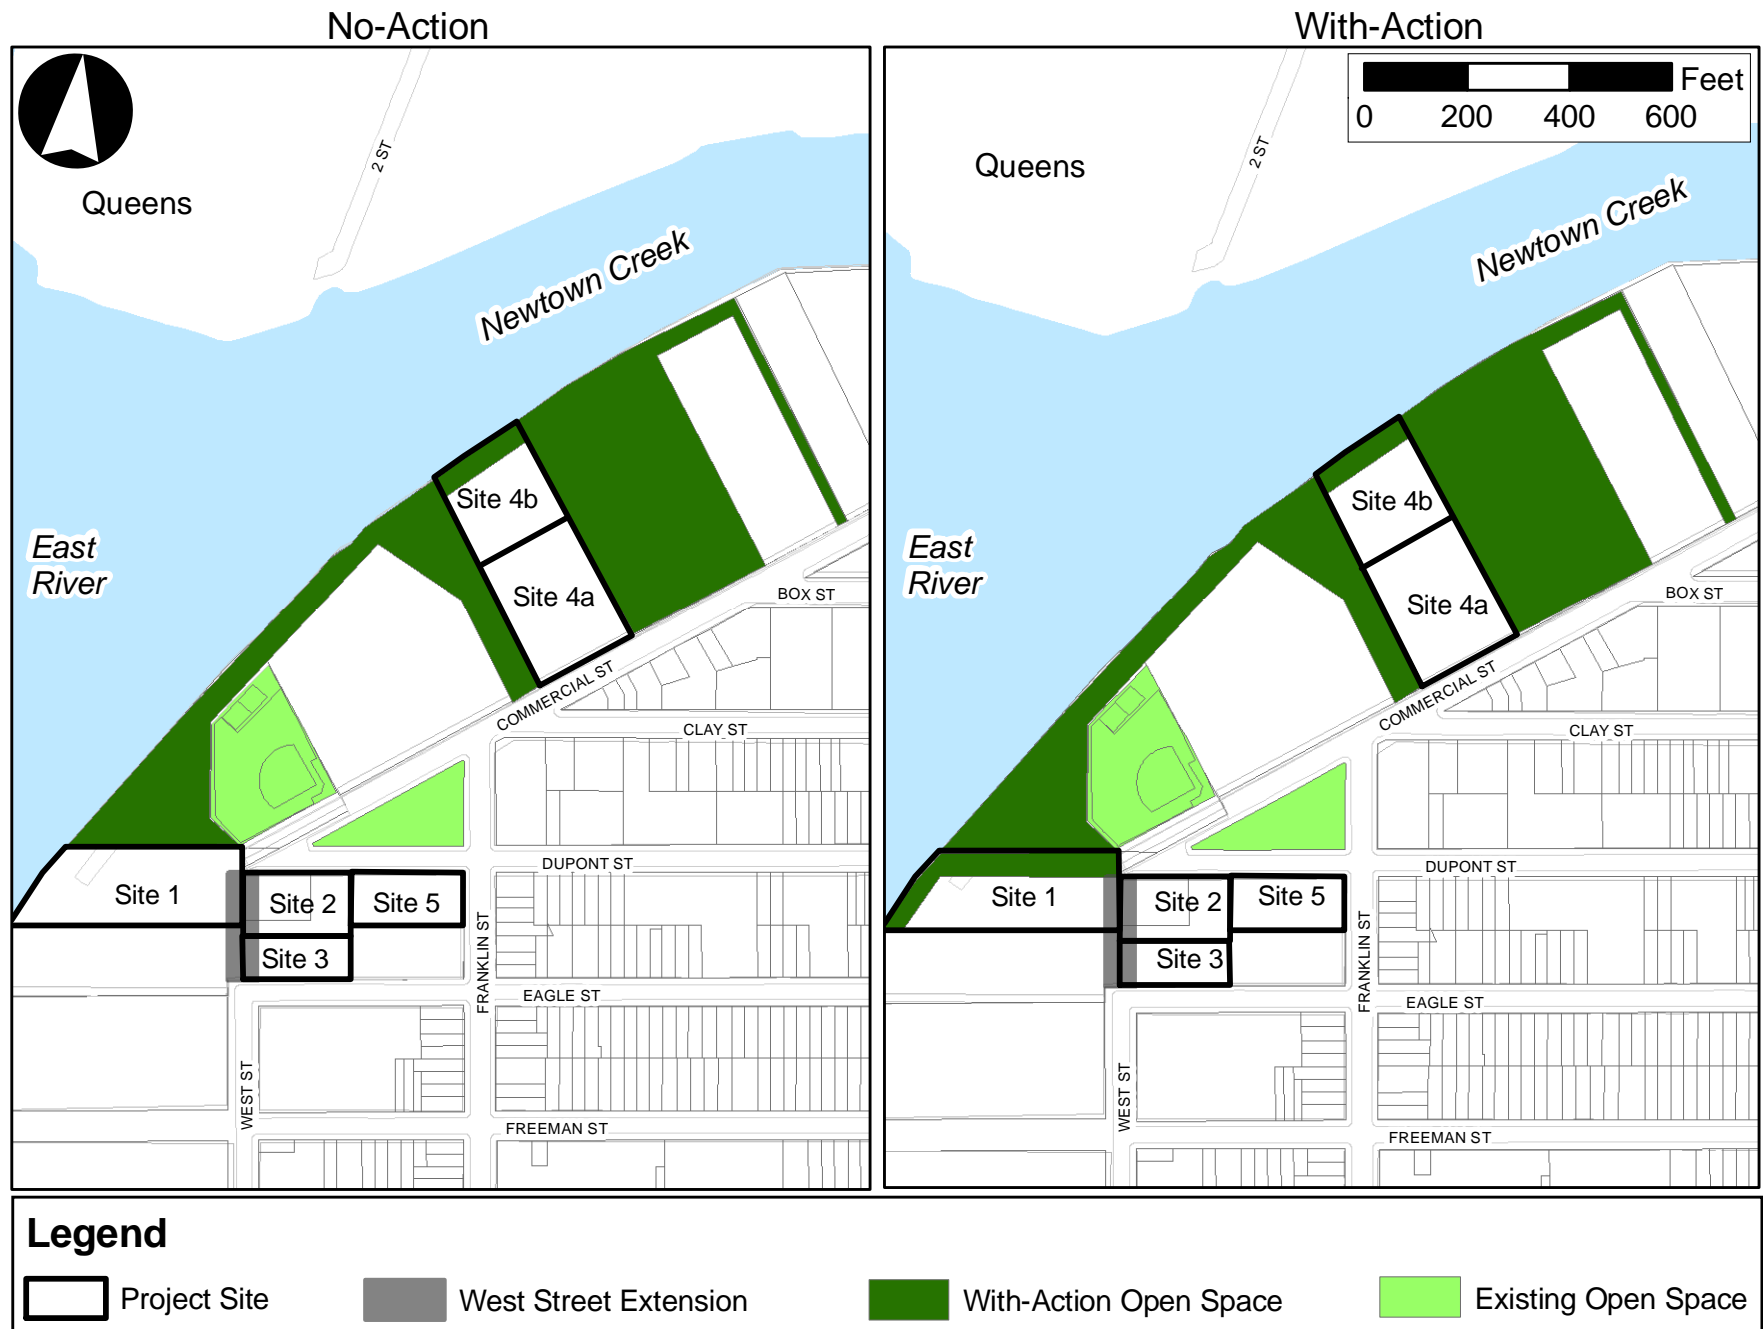 No-Action
With-Action
Feet
0 200 400 600
Queens
2 ST
Newtown Creek
East
River
Site 4b
Site 4a
BOX ST
COMMERCIAL ST
CLAY ST
DUPONT ST
Site 1
Site 2
Site 5
Site 3
FRANKLIN ST
EAGLE ST
WEST ST
FREEMAN ST
Queens
2 ST
Newtown Creek
East
River
Site 4b
Site 4a
BOX ST
COMMERCIAL ST
CLAY ST
DUPONT ST
Site 1
Site 2
Site 5
Site 3
FRANKLIN ST
EAGLE ST
WEST ST
FREEMAN ST
Legend
Project Site
West Street Extension
With-Action Open Space
Existing Open Space